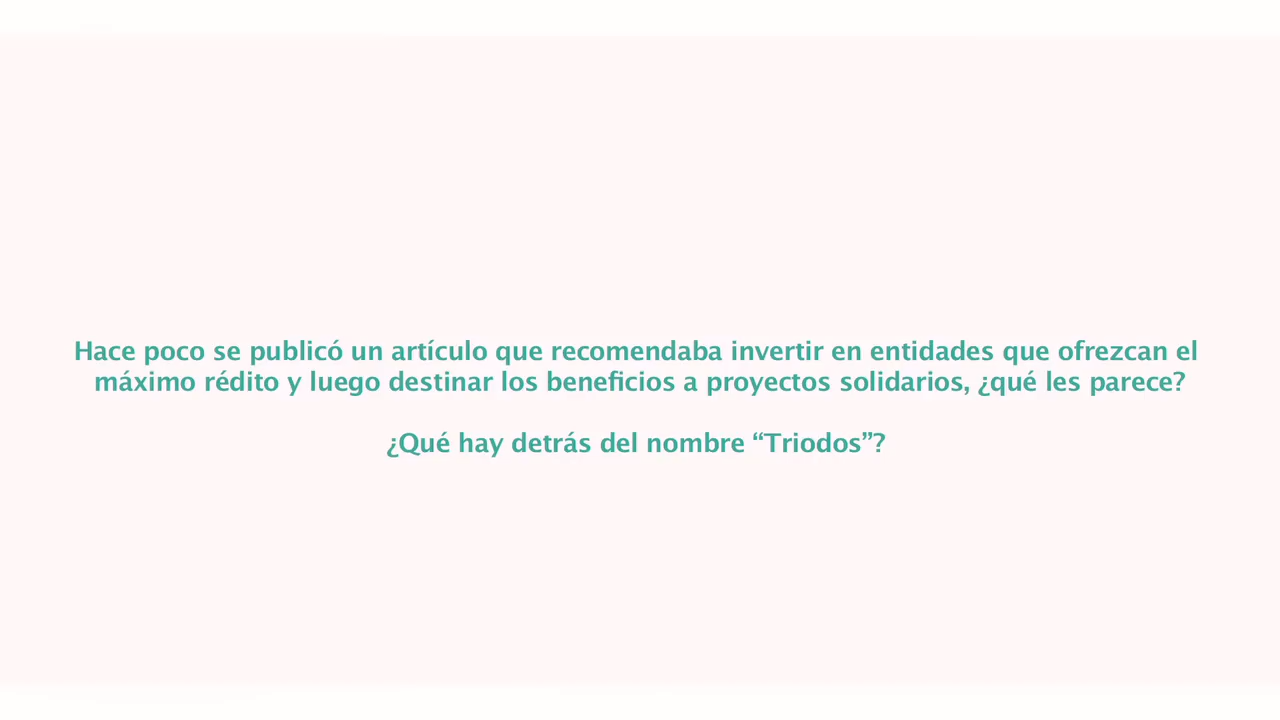 Hace poco se publicó un artículo que recomendaba invertir en entidades que ofrezcan el
máximo rédito y luego destinar los beneficios a proyectos solidarios, ¿qué les parece?
¿Qué hay detrás del nombre “Triodos”?